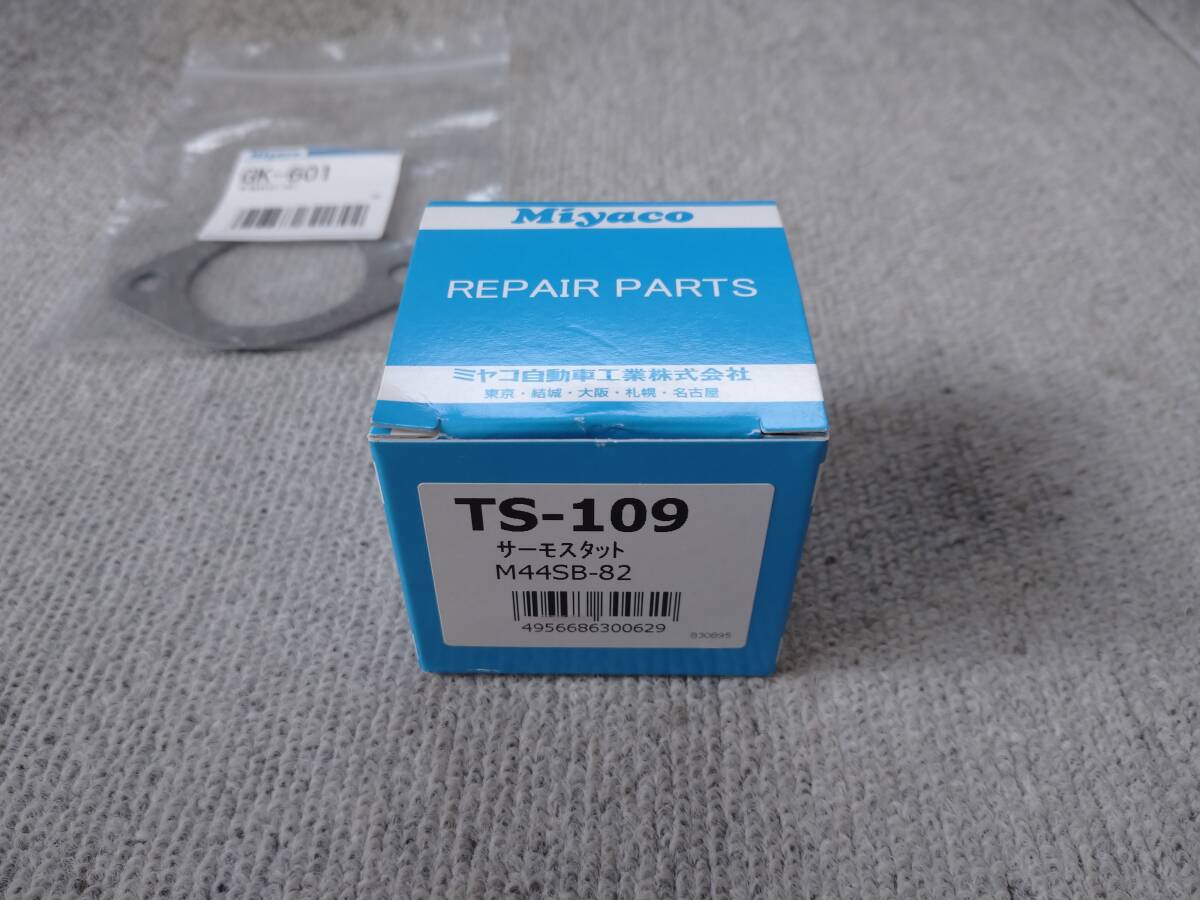 Miyaco
GK-601
Miyaco
REPAIR PARTS
ミヤコ自動車工業株式会社
東京・結城・大阪・札幌・名古屋
TS-109
サーモスタット
M44SB-82
4956686300629
830895